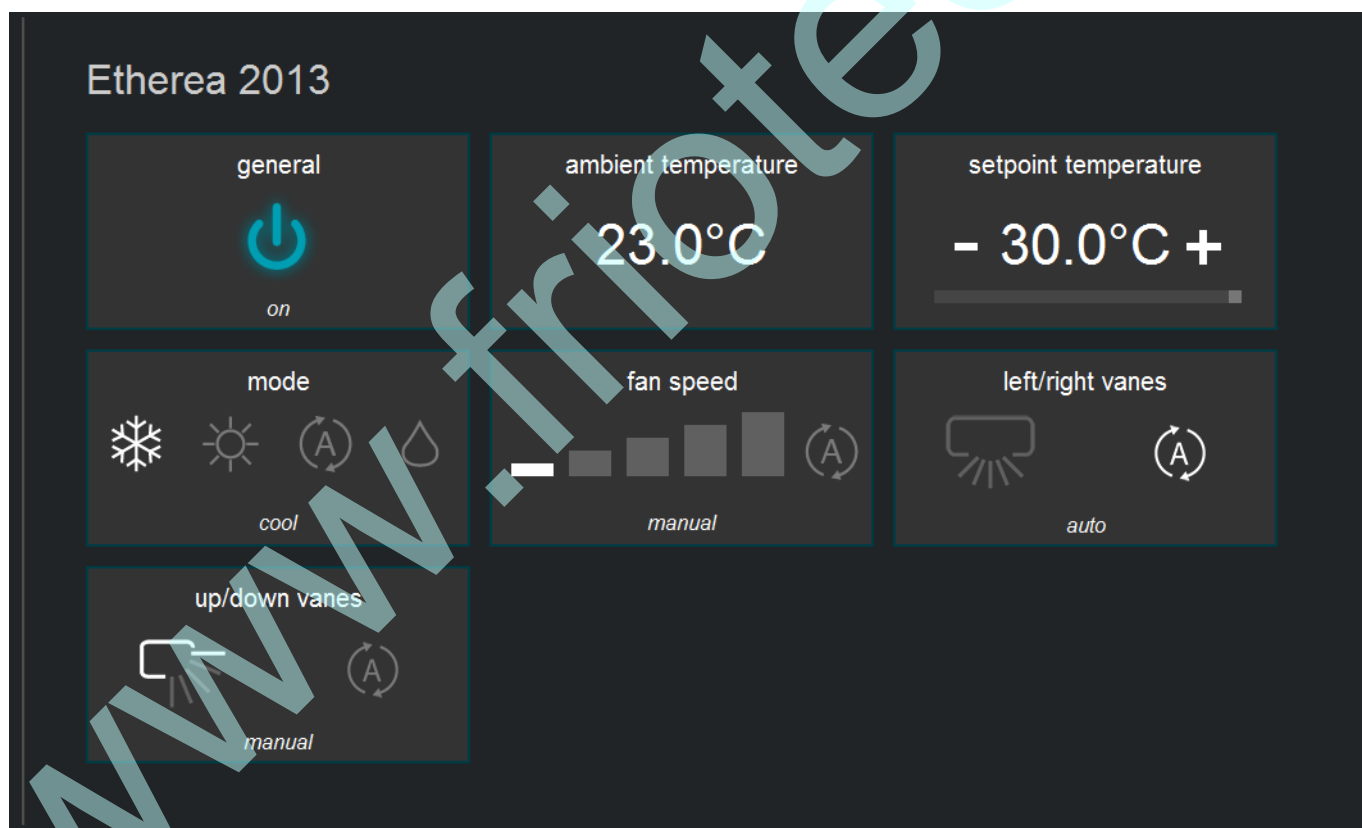 Etherea 2013
general
on
ambient temperature
23.0°C
setpoint temperature
- 30.0°C +
mode
cool
fan speed
A
manual
left/right vanes
A
auto
up/down vanes
A
manual
A
www.friote